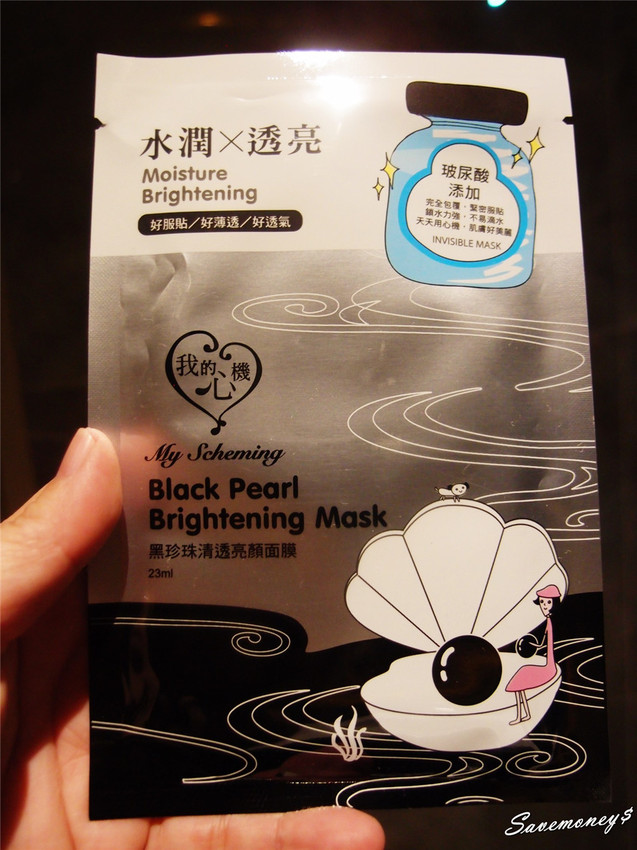 水潤×透亮
Moisture
Brightening
好服貼／好薄透／好透氣
玻尿酸
添加
完全包覆，緊密服貼
鎖水力強，不易滴水
天天用心機，肌膚好美麗
INVISIBLE MASK
我的心機
My Scheming
Black Pearl
Brightening Mask
黑珍珠清透亮顏面膜
23ml
Savemoney$